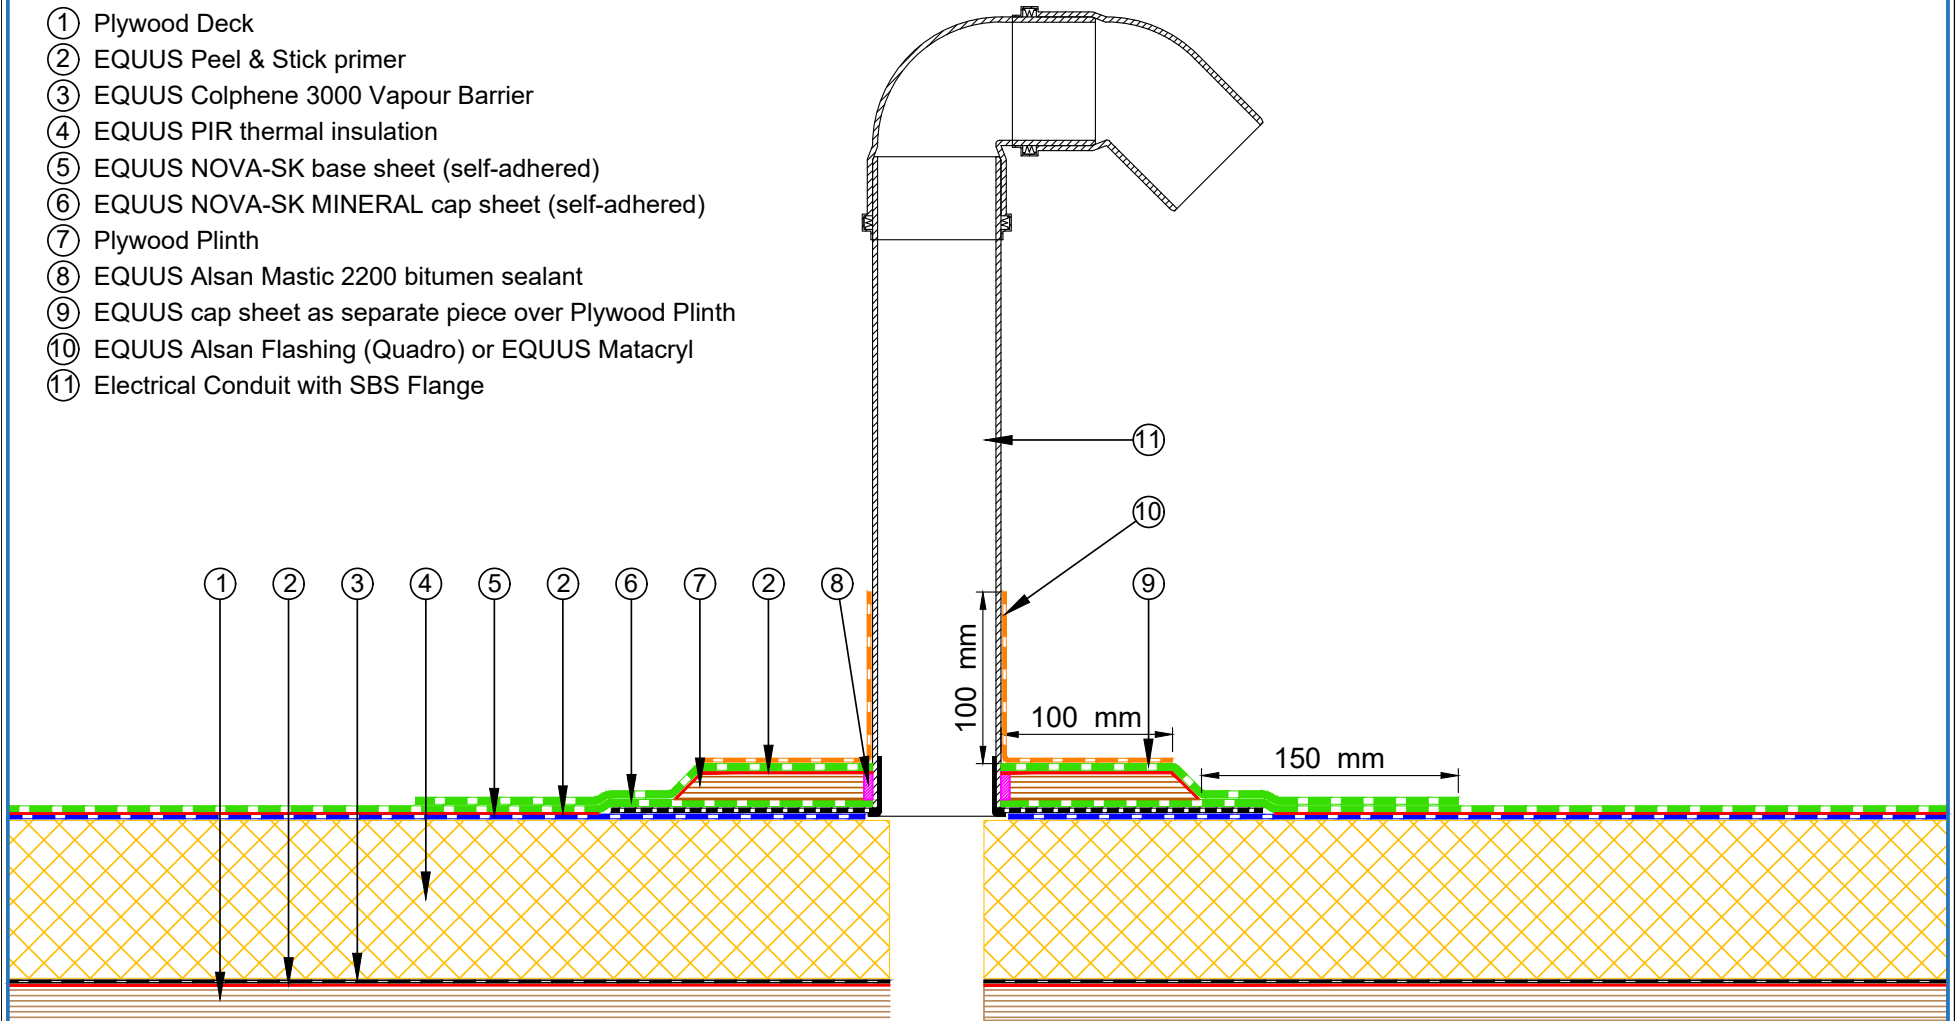 1 Plywood Deck
2 EQUUS Peel & Stick primer
3 EQUUS Colphene 3000 Vapour Barrier
4 EQUUS PIR thermal insulation
5 EQUUS NOVA-SK base sheet (self-adhered)
6 EQUUS NOVA-SK MINERAL cap sheet (self-adhered)
7 Plywood Plinth
8 EQUUS Alsan Mastic 2200 bitumen sealant
9 EQUUS cap sheet as separate piece over Plywood Plinth
10 EQUUS Alsan Flashing (Quadro) or EQUUS Matacryl
11 Electrical Conduit with SBS Flange
11
10
1 2 3 4 5 2 6 7 2 8 9
100 mm
100 mm
150 mm